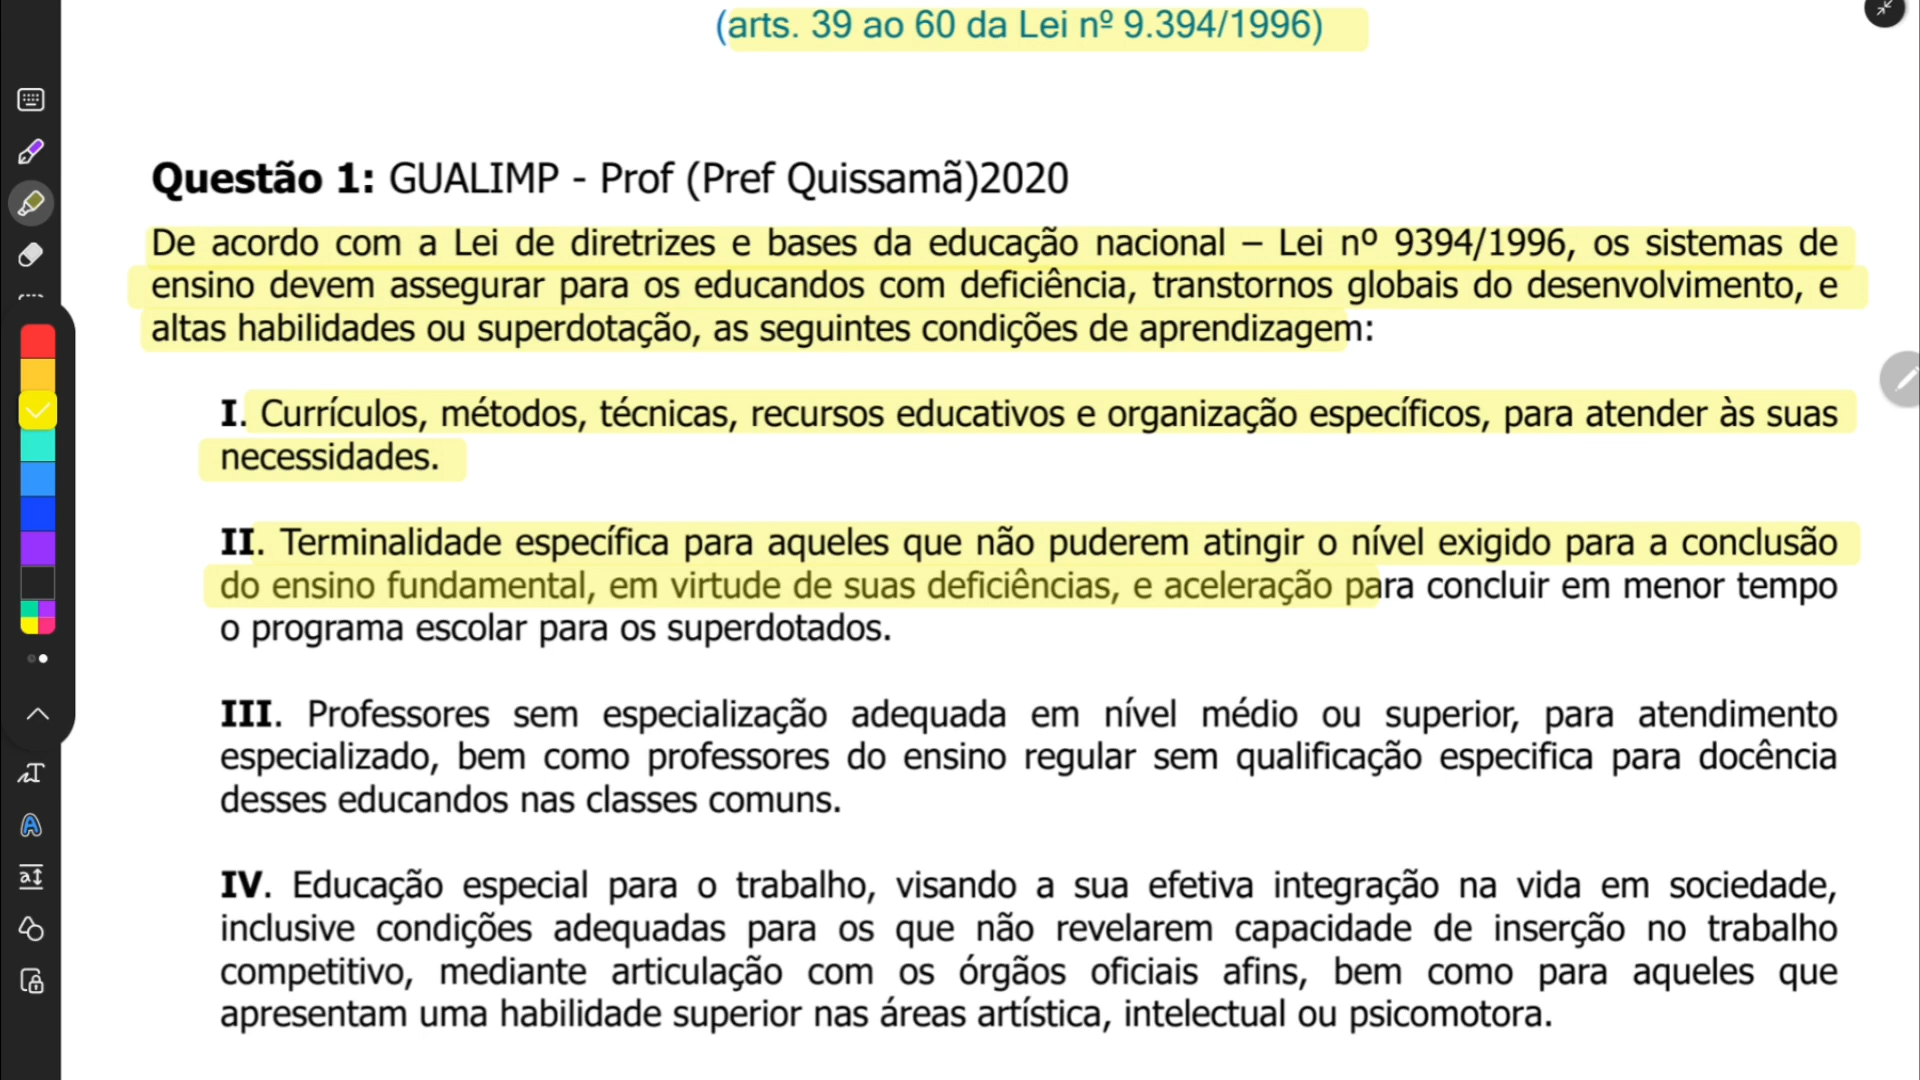 (arts. 39 ao 60 da Lei nº 9.394/1996)
Questão 1: GUALIMP - Prof (Pref Quissamã)2020
De acordo com a Lei de diretrizes e bases da educação nacional – Lei nº 9394/1996, os sistemas de
ensino devem assegurar para os educandos com deficiência, transtornos globais do desenvolvimento, e
altas habilidades ou superdotação, as seguintes condições de aprendizagem:
I. Currículos, métodos, técnicas, recursos educativos e organização específicos, para atender às suas
necessidades.
II. Terminalidade específica para aqueles que não puderem atingir o nível exigido para a conclusão
do ensino fundamental, em virtude de suas deficiências, e aceleração para concluir em menor tempo
o programa escolar para os superdotados.
III. Professores sem especialização adequada em nível médio ou superior, para atendimento
especializado, bem como professores do ensino regular sem qualificação especifica para docência
desses educandos nas classes comuns.
IV. Educação especial para o trabalho, visando a sua efetiva integração na vida em sociedade,
inclusive condições adequadas para os que não revelarem capacidade de inserção no trabalho
competitivo, mediante articulação com os órgãos oficiais afins, bem como para aqueles que
apresentam uma habilidade superior nas áreas artística, intelectual ou psicomotora.